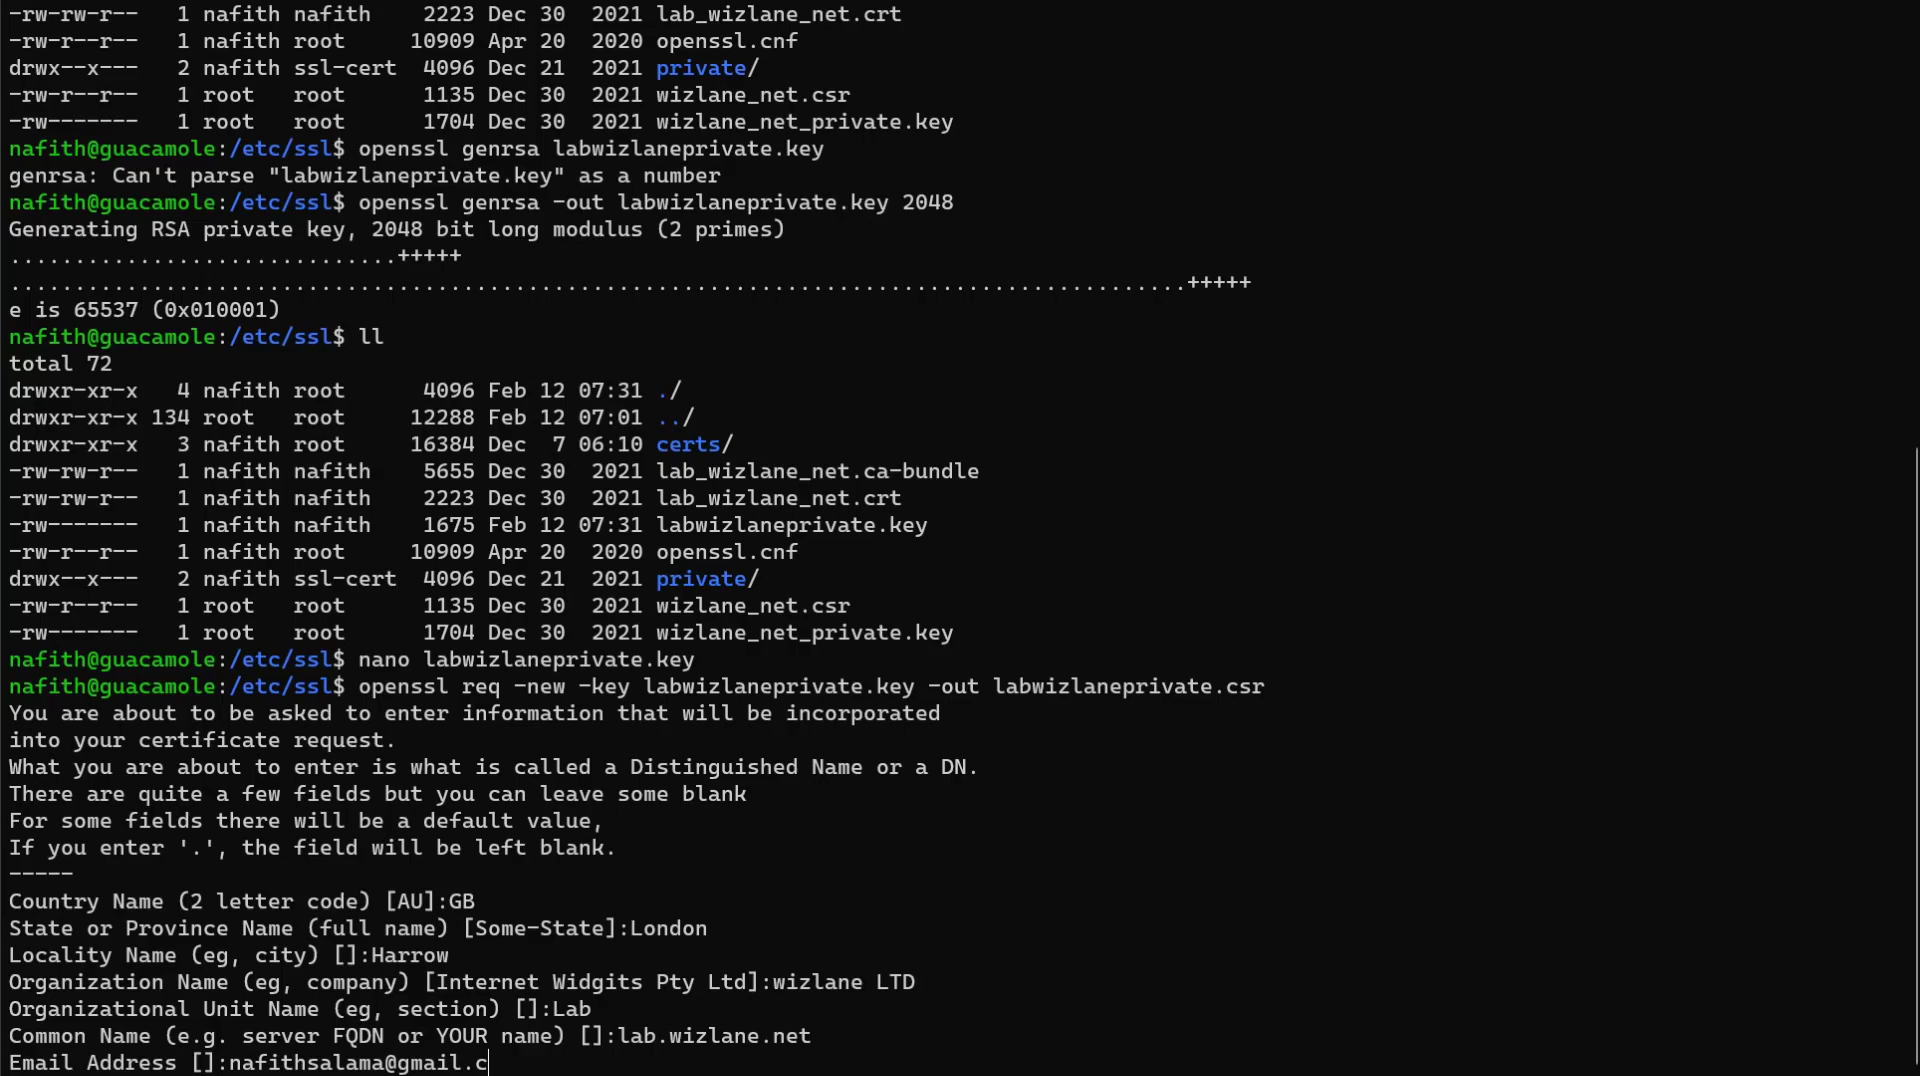 -rw-rw-r--   1 nafith nafith    2223 Dec 30  2021 lab_wizlane_net.crt
-rw-r--r--   1 nafith root     10909 Apr 20  2020 openssl.cnf
drwx--x---   2 nafith ssl-cert  4096 Dec 21  2021 private/
-rw-r--r--   1 root   root      1135 Dec 30  2021 wizlane_net.csr
-rw-------   1 root   root      1704 Dec 30  2021 wizlane_net_private.key
nafith@guacamole:/etc/ssl$ openssl genrsa labwizlaneprivate.key
genrsa: Can't parse "labwizlaneprivate.key" as a number
nafith@guacamole:/etc/ssl$ openssl genrsa -out labwizlaneprivate.key 2048
Generating RSA private key, 2048 bit long modulus (2 primes)
..............................+++++
...........................................................................................+++++
e is 65537 (0x010001)
nafith@guacamole:/etc/ssl$ ll
total 72
drwxr-xr-x   4 nafith root      4096 Feb 12 07:31 ./
drwxr-xr-x 134 root   root     12288 Feb 12 07:01 ../
drwxr-xr-x   3 nafith root     16384 Dec  7 06:10 certs/
-rw-rw-r--   1 nafith nafith    5655 Dec 30  2021 lab_wizlane_net.ca-bundle
-rw-rw-r--   1 nafith nafith    2223 Dec 30  2021 lab_wizlane_net.crt
-rw-------   1 nafith nafith    1675 Feb 12 07:31 labwizlaneprivate.key
-rw-r--r--   1 nafith root     10909 Apr 20  2020 openssl.cnf
drwx--x---   2 nafith ssl-cert  4096 Dec 21  2021 private/
-rw-r--r--   1 root   root      1135 Dec 30  2021 wizlane_net.csr
-rw-------   1 root   root      1704 Dec 30  2021 wizlane_net_private.key
nafith@guacamole:/etc/ssl$ nano labwizlaneprivate.key
nafith@guacamole:/etc/ssl$ openssl req -new -key labwizlaneprivate.key -out labwizlaneprivate.csr
You are about to be asked to enter information that will be incorporated
into your certificate request.
What you are about to enter is what is called a Distinguished Name or a DN.
There are quite a few fields but you can leave some blank
For some fields there will be a default value,
If you enter '.', the field will be left blank.
-----
Country Name (2 letter code) [AU]:GB
State or Province Name (full name) [Some-State]:London
Locality Name (eg, city) []:Harrow
Organization Name (eg, company) [Internet Widgits Pty Ltd]:wizlane LTD
Organizational Unit Name (eg, section) []:Lab
Common Name (e.g. server FQDN or YOUR name) []:lab.wizlane.net
Email Address []:nafithsalama@gmail.c